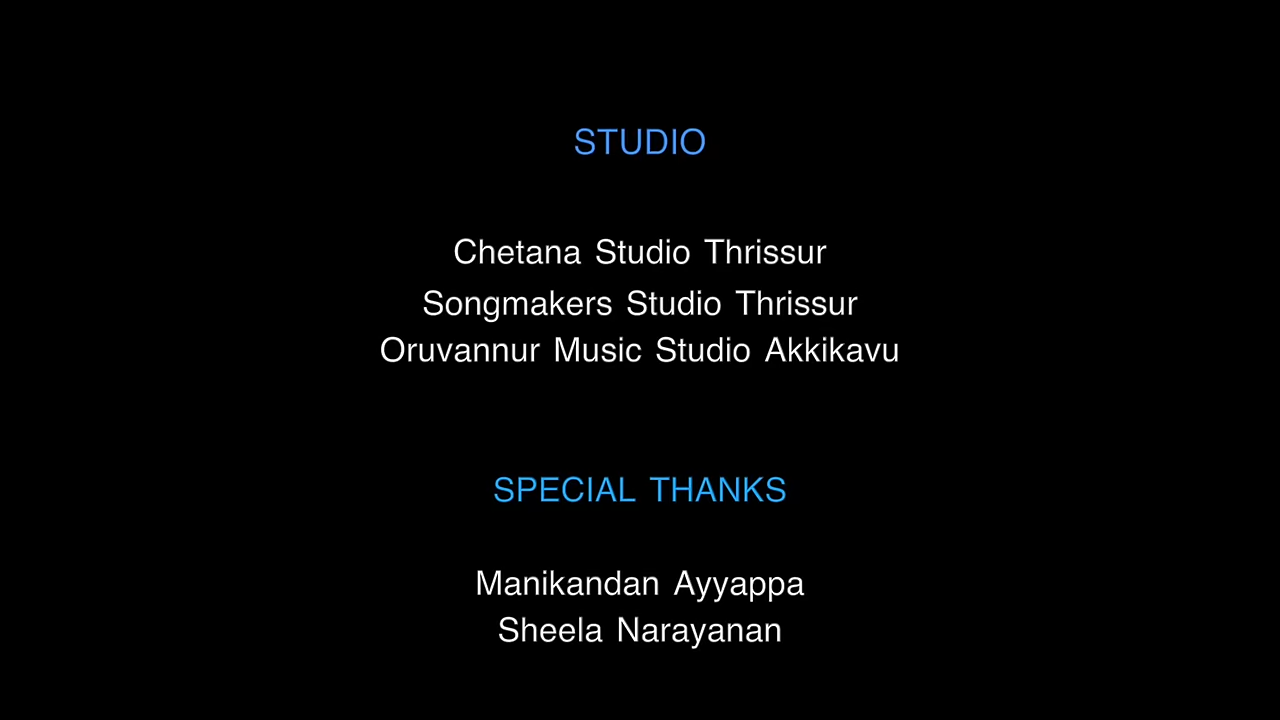 STUDIO
Chetana Studio Thrissur
Songmakers Studio Thrissur
Oruvannur Music Studio Akkikavu
SPECIAL THANKS
Manikandan Ayyappa
Sheela Narayanan